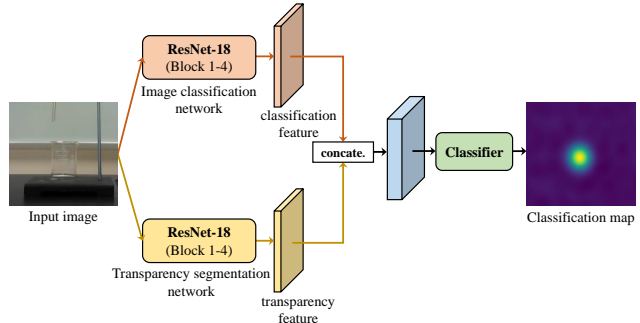 ResNet-18
(Block 1-4)
Image classification
network
classification
feature
Input image
concate.
Classifier
Classification map
ResNet-18
(Block 1-4)
Transparency segmentation
network
transparency
feature